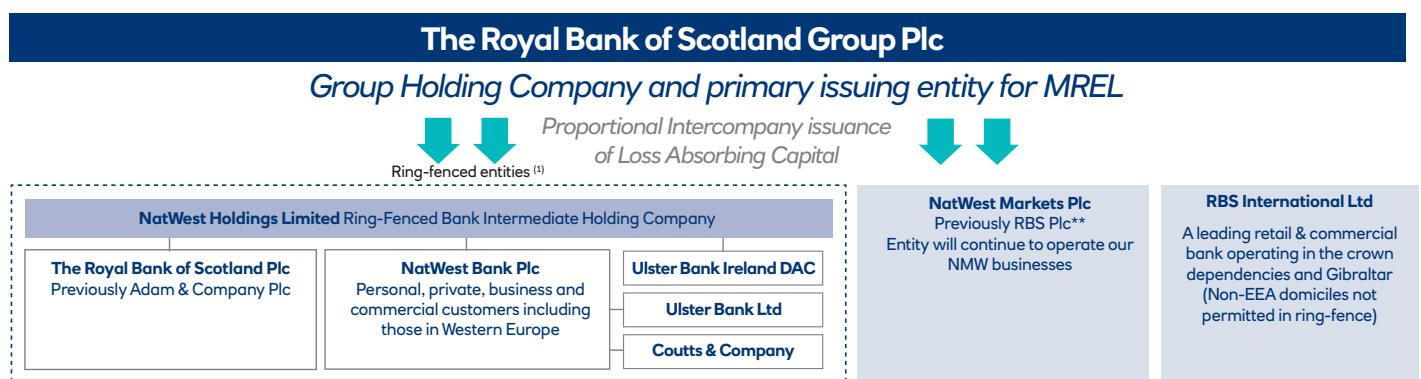 The Royal Bank of Scotland Group Plc
Group Holding Company and primary issuing entity for MREL
Proportional Intercompany issuance
of Loss Absorbing Capital
Ring-fenced entities (1)
NatWest Holdings Limited Ring-Fenced Bank Intermediate Holding Company
The Royal Bank of Scotland Plc
Previously Adam & Company Plc
NatWest Bank Plc
Personal, private, business and
commercial customers including
those in Western Europe
Ulster Bank Ireland DAC
Ulster Bank Ltd
Coutts & Company
NatWest Markets Plc
Previously RBS Plc**
Entity will continue to operate our
NMW businesses
RBS International Ltd
A leading retail & commercial
bank operating in the crown
dependencies and Gibraltar
(Non-EEA domiciles not
permitted in ring-fence)